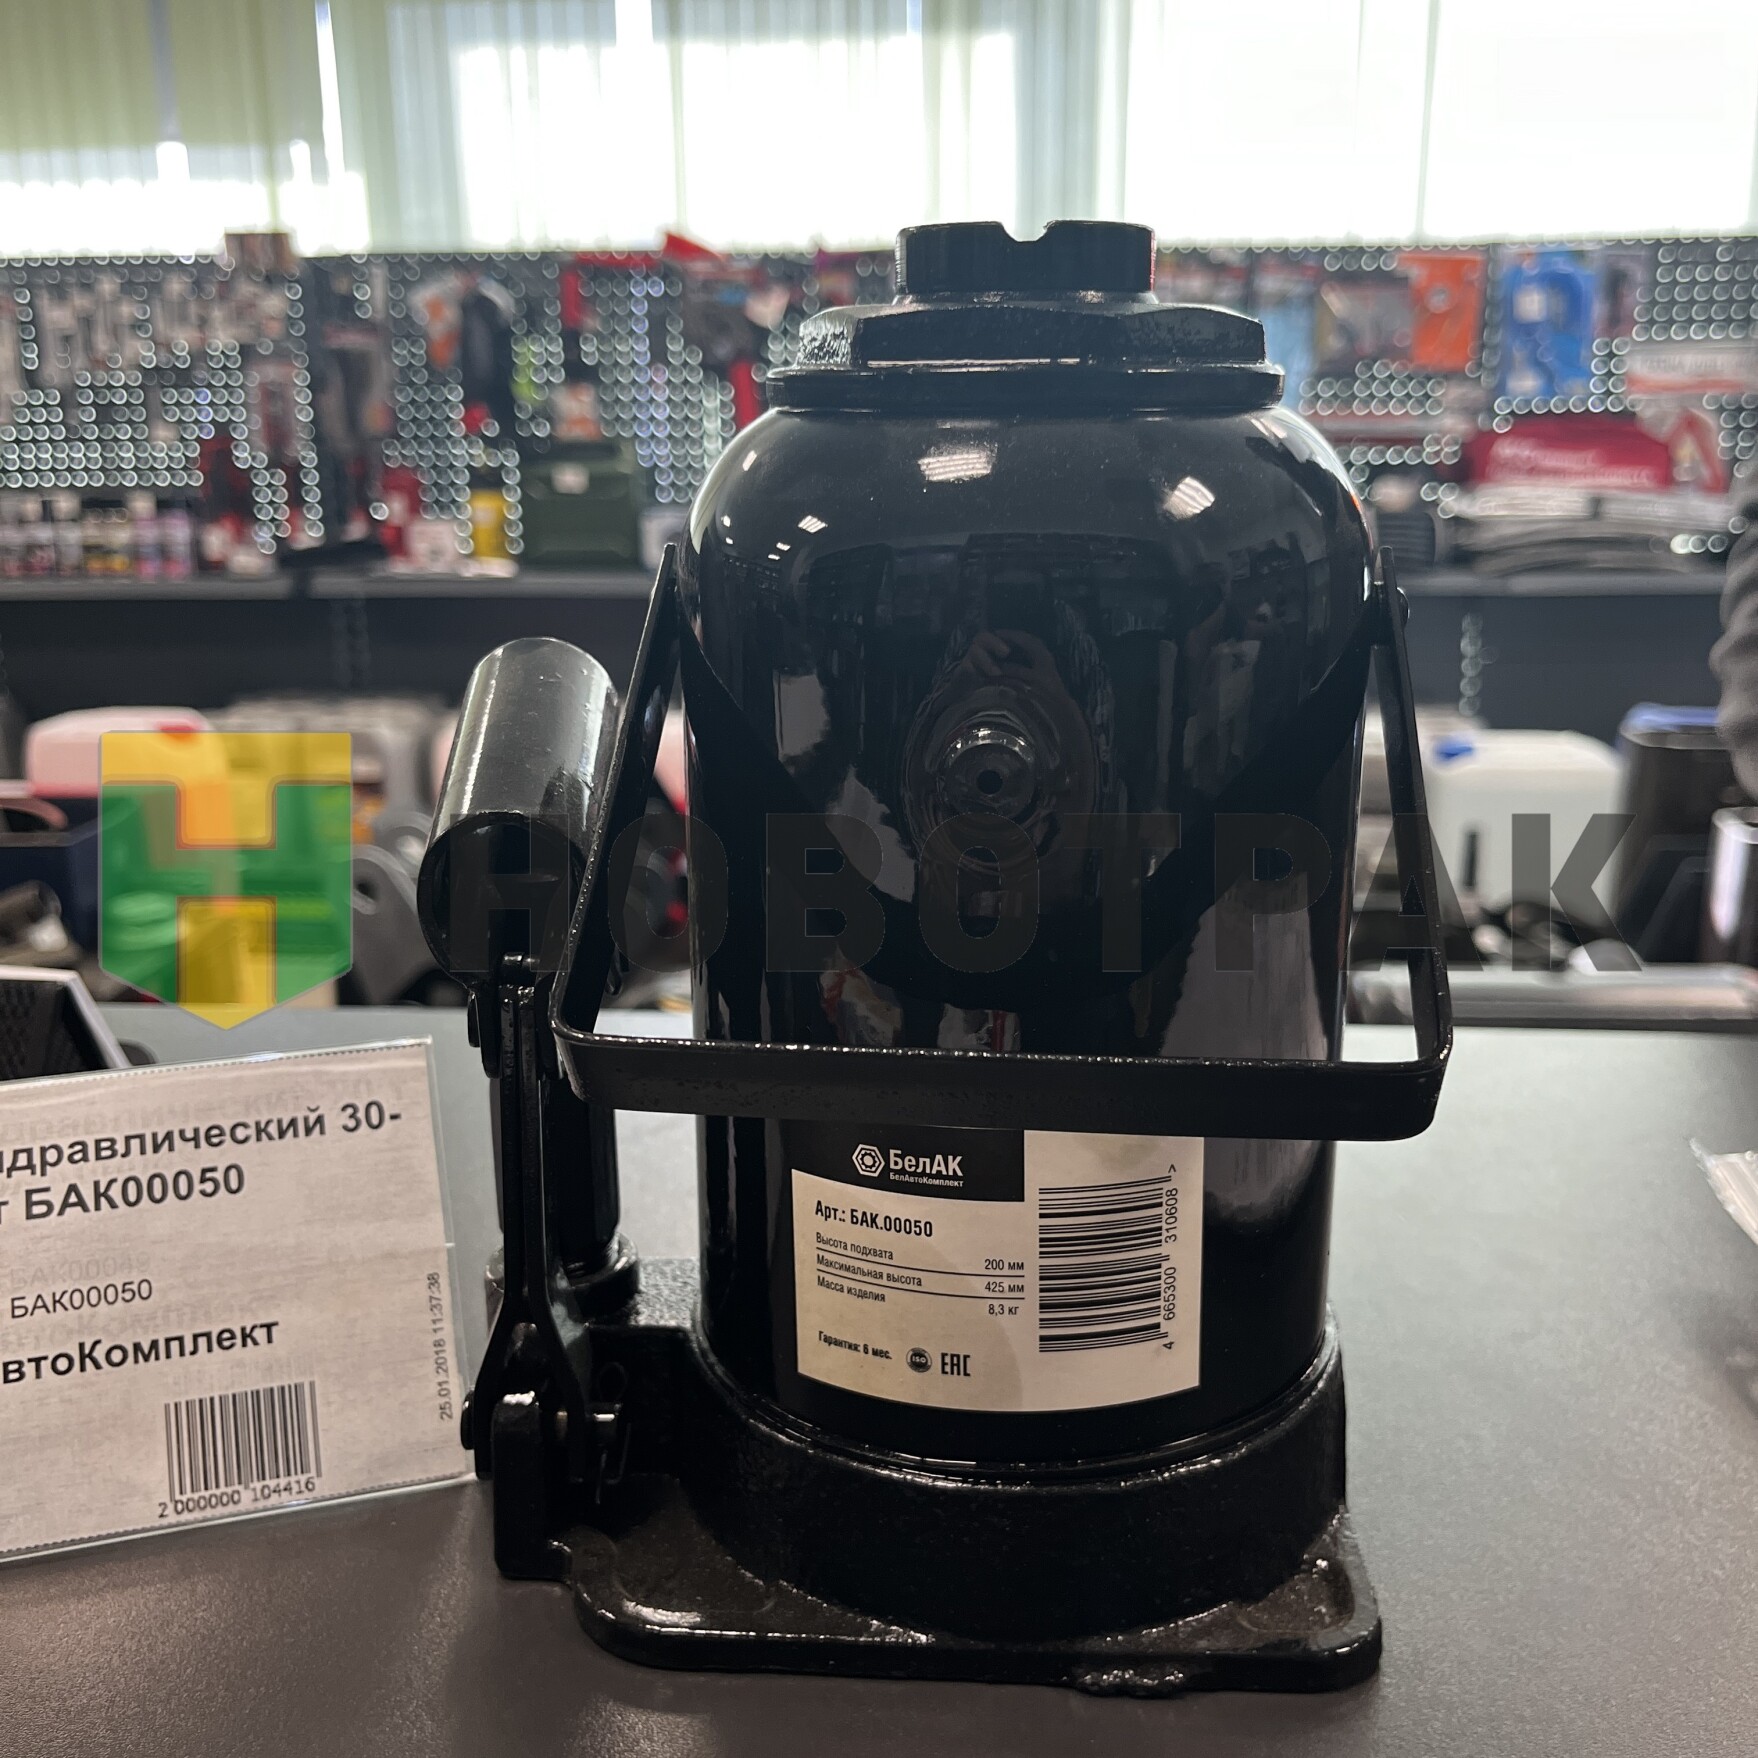 НОВОТРАК
идравлический 30-
т БАК00050
БАК00050
втоКомплект
25.01.2018 11:37:38
2 000000 104416
БелАК
БелАвтоКомплект
Арт.: БАК.00050
Высота подхвата 200 мм
Максимальная высота 425 мм
Масса изделия 8,3 кг
Гарантия: 6 мес. ISO EAC
4 665300 310608 >